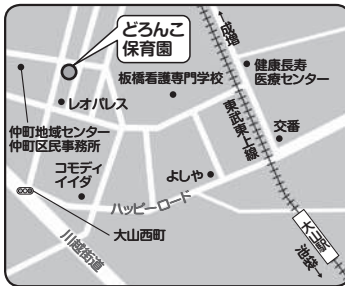 どろんこ
保育園
←成増
健康長寿
医療センター
板橋看護専門学校
レオパレス
東武東上線
交番
仲町地域センター
仲町区民事務所
コモディ
イイダ
よしや
ハッピーロード
大山駅
大山西町
川越街道
池袋→